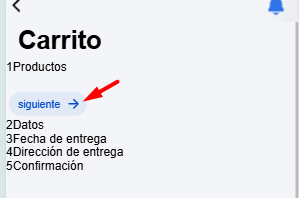 Carrito
1Productos
siguiente
2Datos
3Fecha de entrega
4Dirección de entrega
5Confirmación